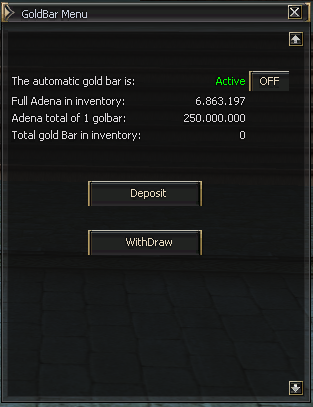 GoldBar Menu
The automatic gold bar is: Active OFF
Full Adena in inventory: 6.863.197
Adena total of 1 golbar: 250.000.000
Total gold Bar in inventory: 0
Deposit
WithDraw